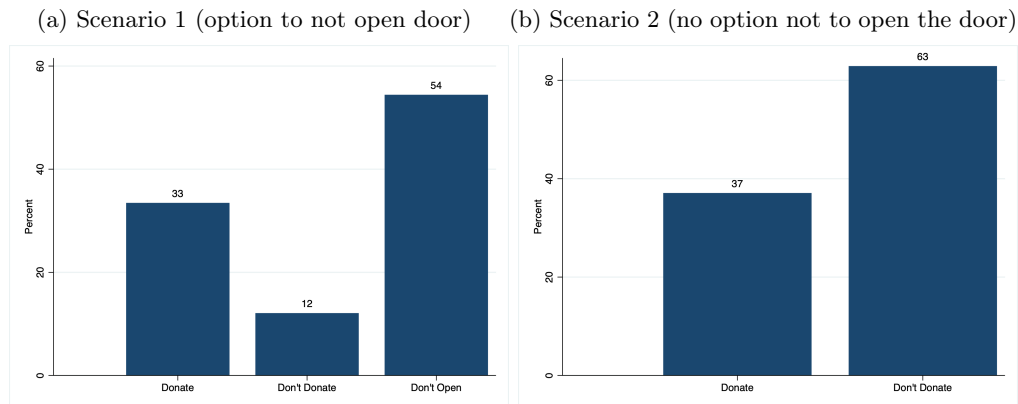 (a) Scenario 1 (option to not open door)
(b) Scenario 2 (no option not to open the door)
Percent
0
20
40
60
33
12
54
Donate
Don't Donate
Don't Open
Percent
0
20
40
60
37
63
Donate
Don't Donate